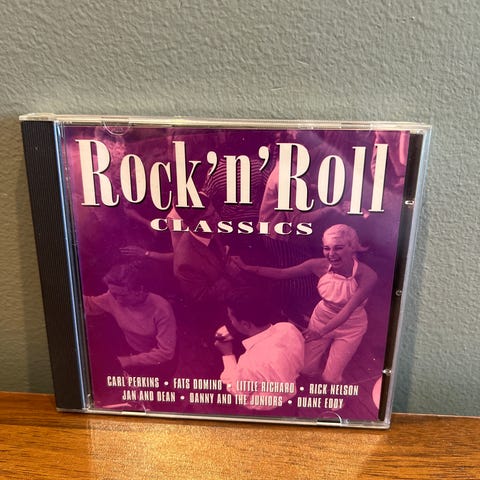 Rock'n'Roll
CLASSICS
CARL PERKINS • FATS DOMINO • LITTLE RICHARD • RICK NELSON
JAN AND DEAN • DANNY AND THE JUNIORS • DUANE EDDY